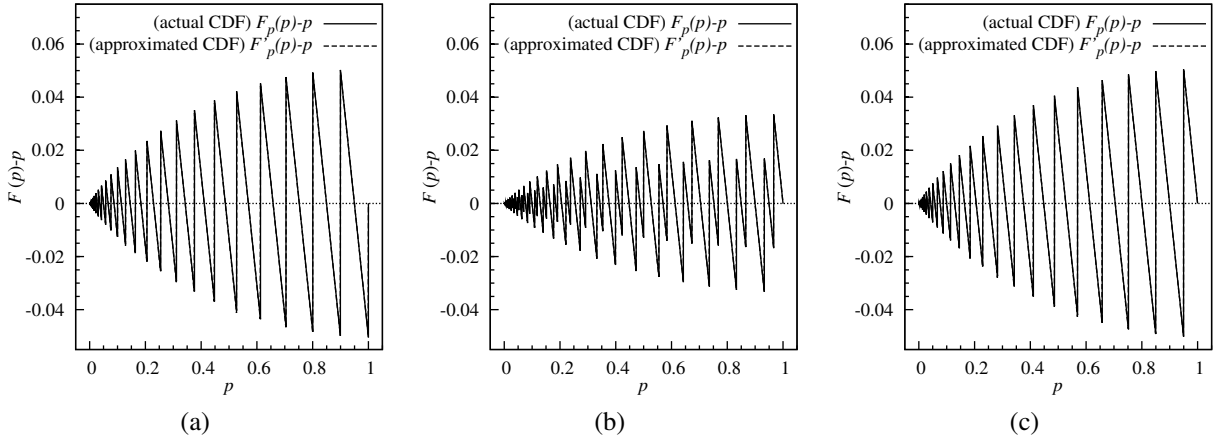 (actual CDF) F_p(p)-p
(approximated CDF) F'_p(p)-p
0.06
0.04
0.02
0
-0.02
-0.04
F (p)-p
0 0.2 0.4 0.6 0.8 1
p
(a)
(actual CDF) F_p(p)-p
(approximated CDF) F'_p(p)-p
0.06
0.04
0.02
0
-0.02
-0.04
F (p)-p
0 0.2 0.4 0.6 0.8 1
p
(b)
(actual CDF) F_p(p)-p
(approximated CDF) F'_p(p)-p
0.06
0.04
0.02
0
-0.02
-0.04
F (p)-p
0 0.2 0.4 0.6 0.8 1
p
(c)